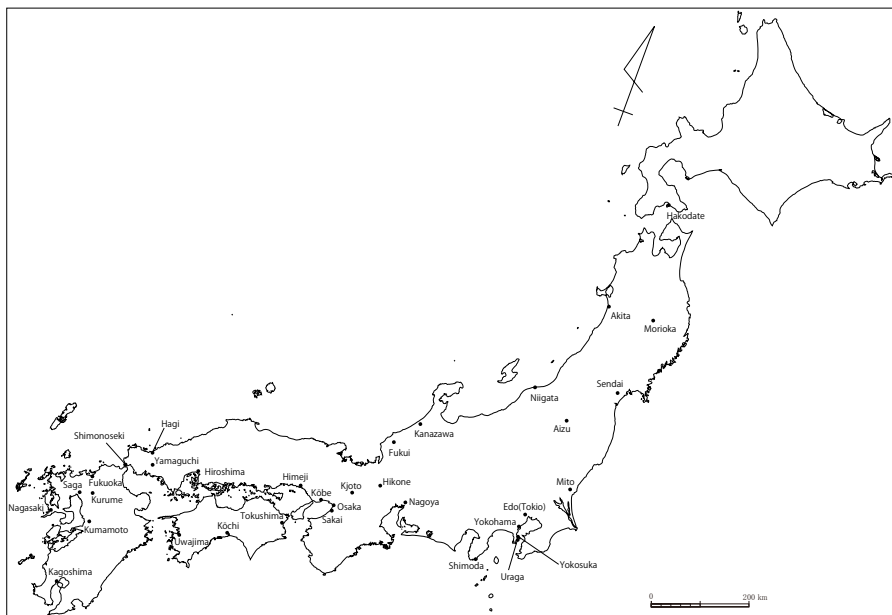 Hakodate
Akita
Morioka
Sendai
Niigata
Aizu
Kanazawa
Fukui
Hagi
Shimonoseki
Yamaguchi
Hiroshima
Himeji
Kōbe
Kjoto
Hikone
Nagoya
Osaka
Sakai
Tokushima
Kōchi
Uwajima
Fukuoka
Saga
Kurume
Nagasaki
Kumamoto
Kagoshima
Mito
Edo(Tokio)
Yokohama
Yokosuka
Uraga
Shimoda
0
200 km